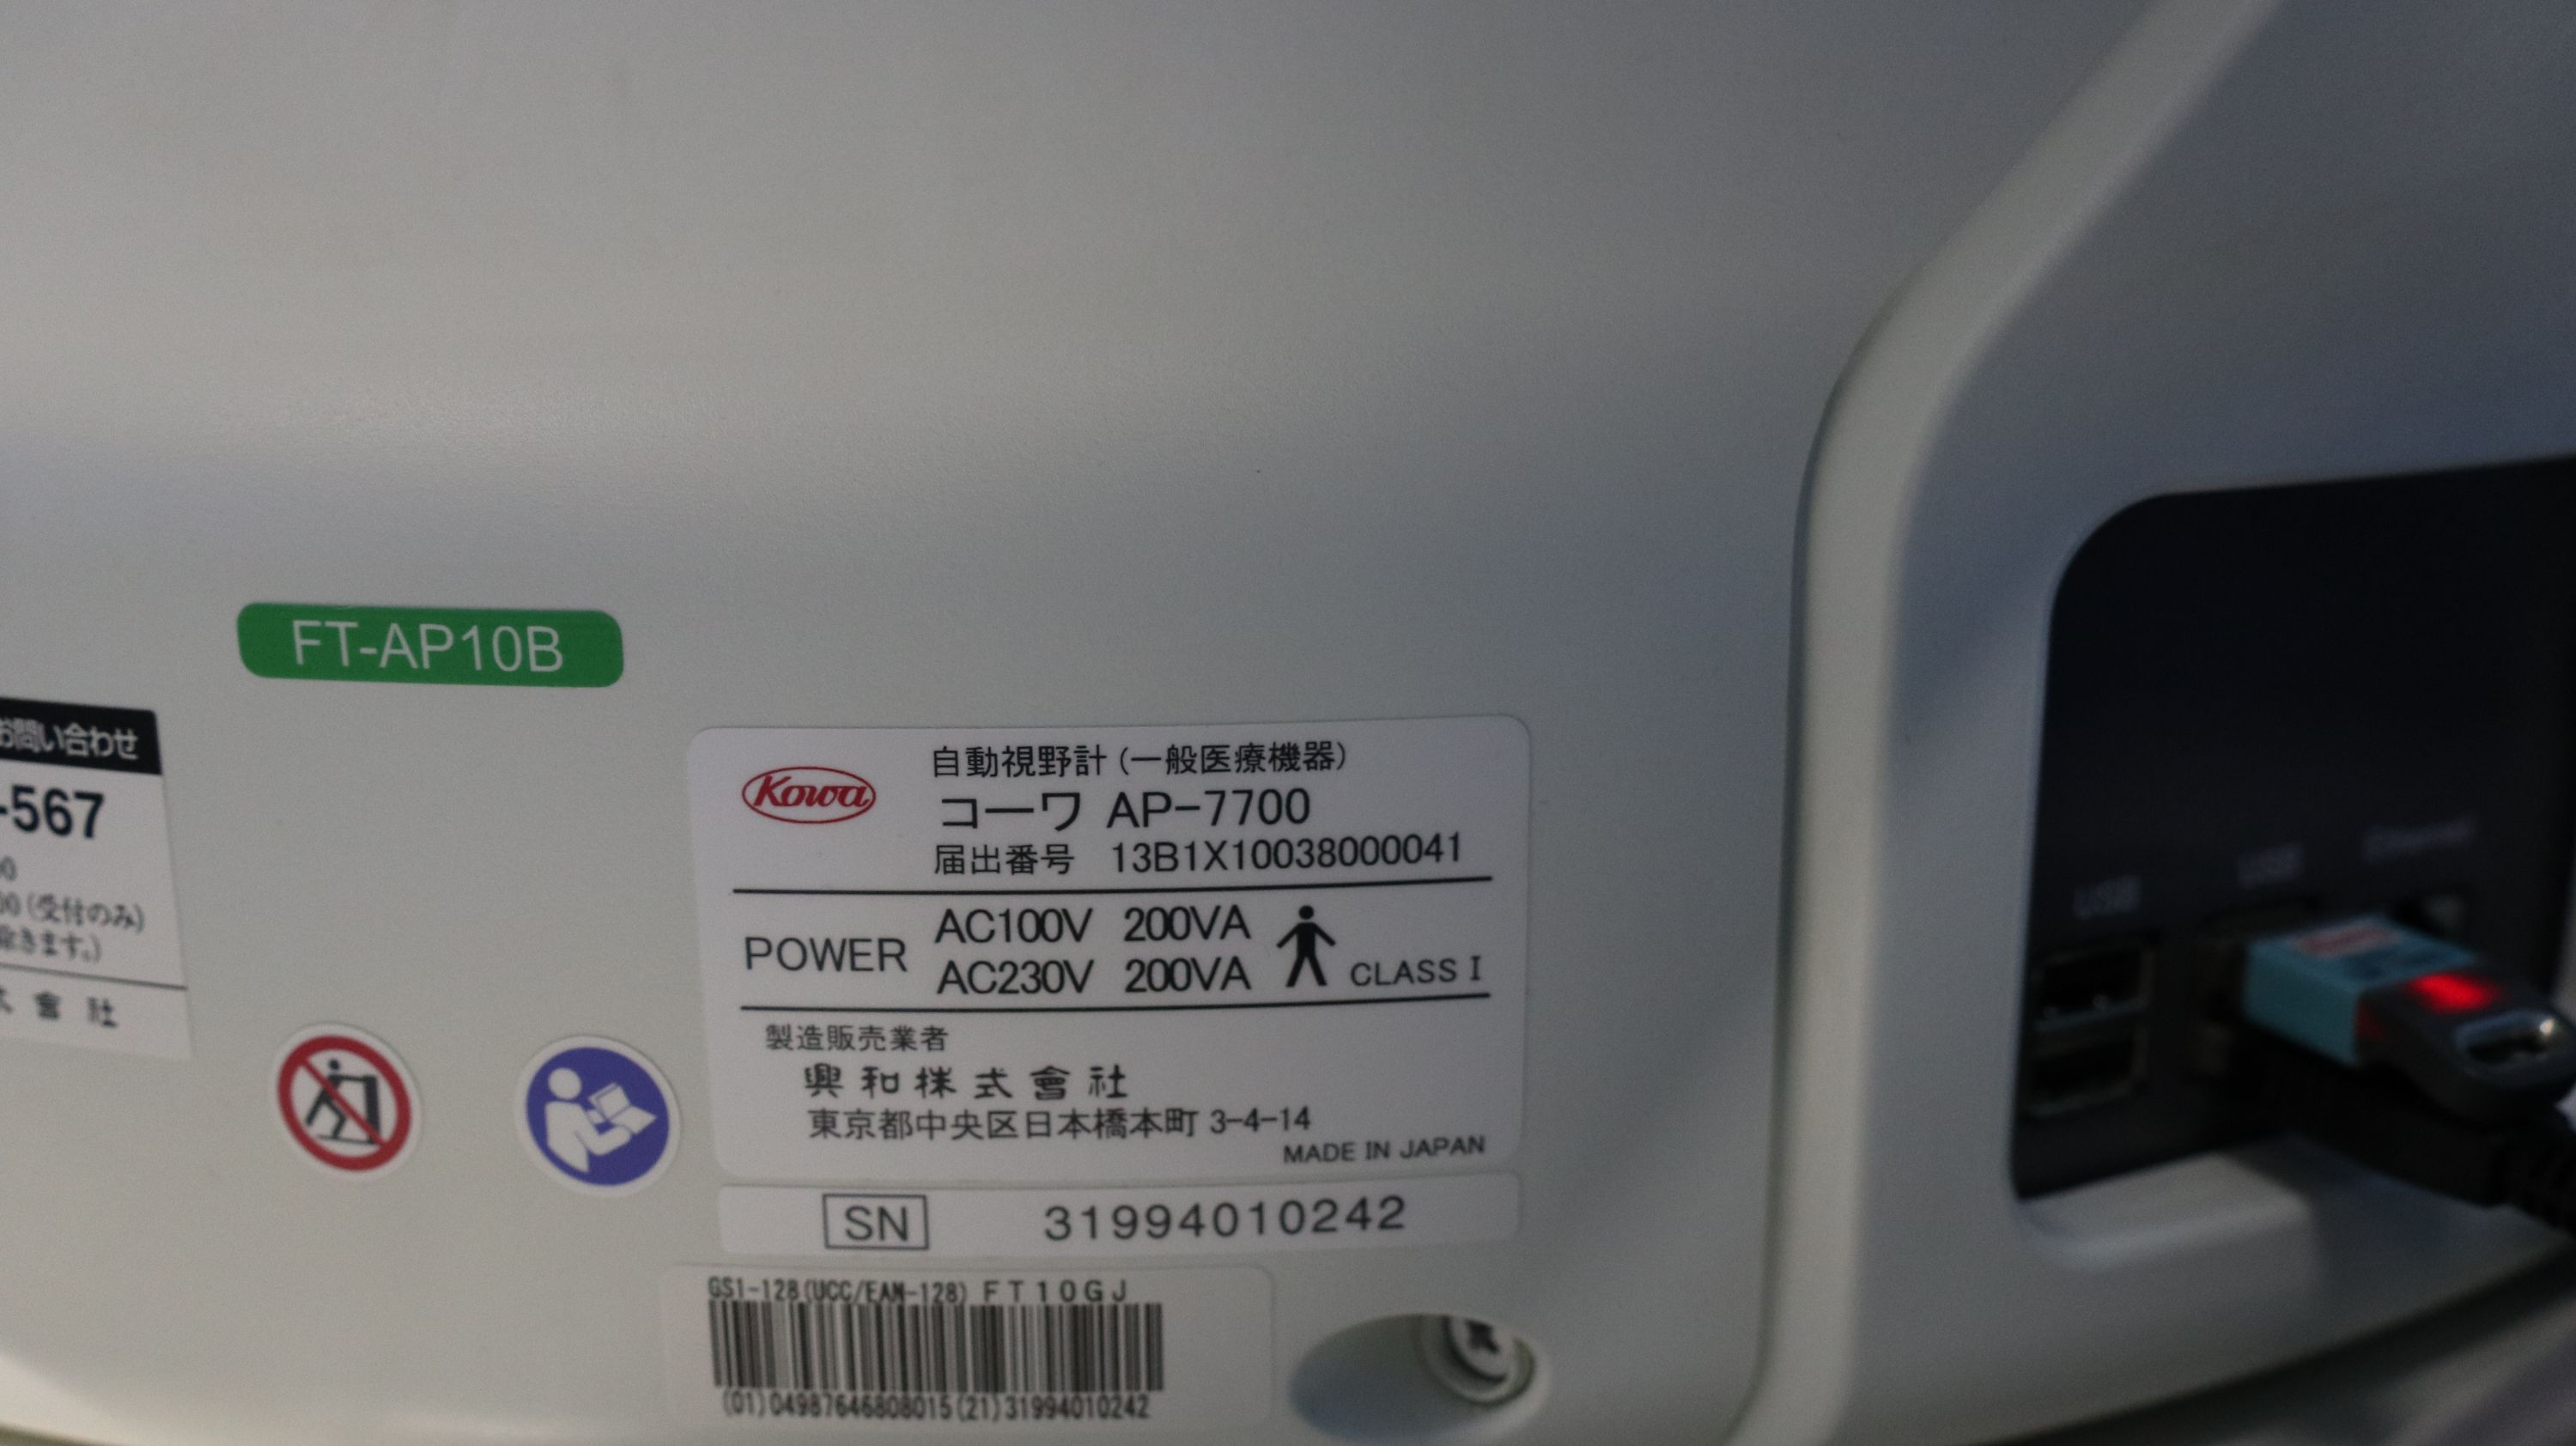 FT-AP10B
お問い合わせ
-567
00(受付のみ)
きます。)
會社
Kowa
自動視野計(一般医療機器)
コーワ AP-7700
届出番号 13B1X10038000041
POWER
AC100V 200VA
AC230V 200VA
CLASS I
製造販売業者
興和株式會社
東京都中央区日本橋本町 3-4-14
MADE IN JAPAN
SN 31994010242
GS1-128(UCC/EAN-128) FT10GJ
(01)04987646808015(21)31994010242
USB
USB
Ethernet